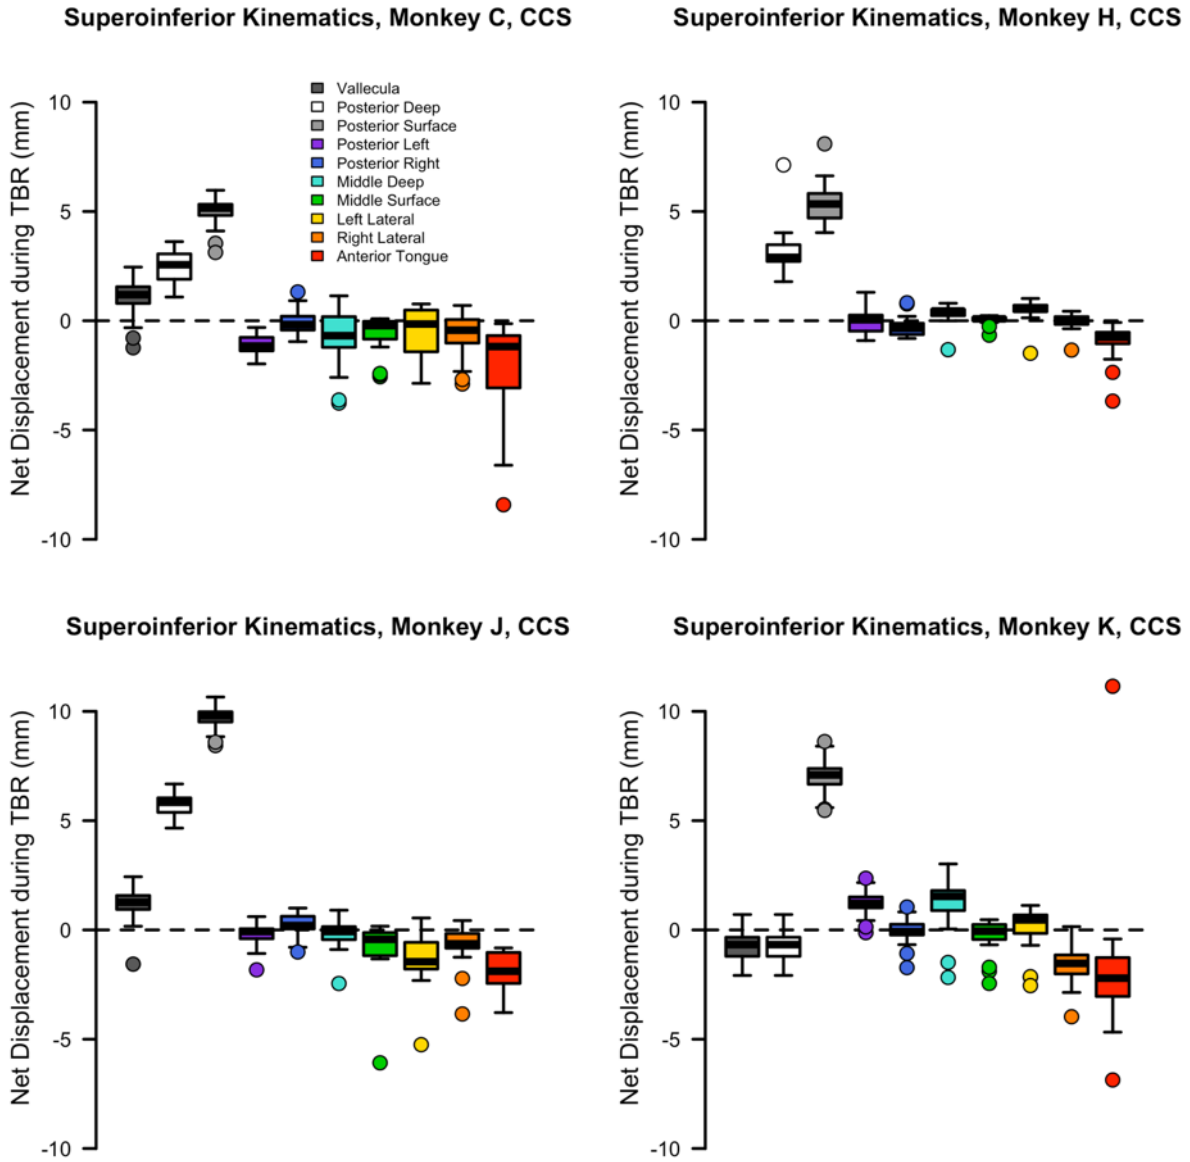 Superoinferior Kinematics, Monkey C, CCS
Net Displacement during TBR (mm)
10
5
0
-5
-10
Vallecula
Posterior Deep
Posterior Surface
Posterior Left
Posterior Right
Middle Deep
Middle Surface
Left Lateral
Right Lateral
Anterior Tongue
Superoinferior Kinematics, Monkey H, CCS
Net Displacement during TBR (mm)
10
5
0
-5
-10
Superoinferior Kinematics, Monkey J, CCS
Net Displacement during TBR (mm)
10
5
0
-5
-10
Superoinferior Kinematics, Monkey K, CCS
Net Displacement during TBR (mm)
10
5
0
-5
-10